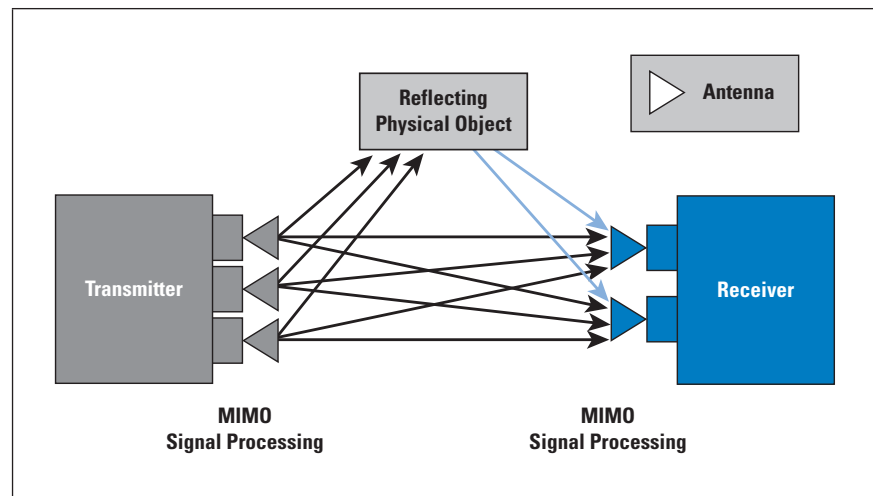 Reflecting
Physical Object
Antenna
Transmitter
Receiver
MIMO
Signal Processing
MIMO
Signal Processing